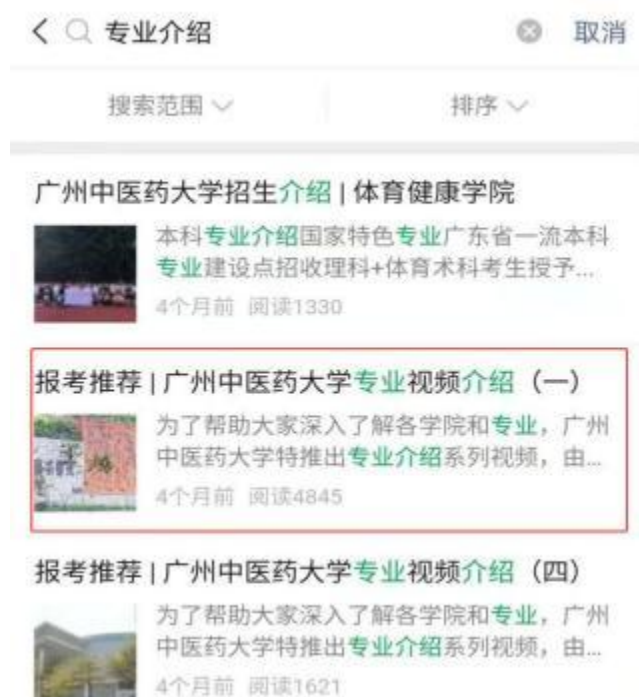 专业介绍 取消
搜索范围 排序
广州中医药大学招生介绍 | 体育健康学院
本科专业介绍国家特色专业广东省一流本科
专业建设点招收理科+体育术科考生授予...
4个月前 阅读1330
报考推荐 | 广州中医药大学专业视频介绍（一）
为了帮助大家深入了解各学院和专业，广州
中医药大学特推出专业介绍系列视频，由...
4个月前 阅读4845
报考推荐 | 广州中医药大学专业视频介绍（四）
为了帮助大家深入了解各学院和专业，广州
中医药大学特推出专业介绍系列视频，由...
4个月前 阅读1621